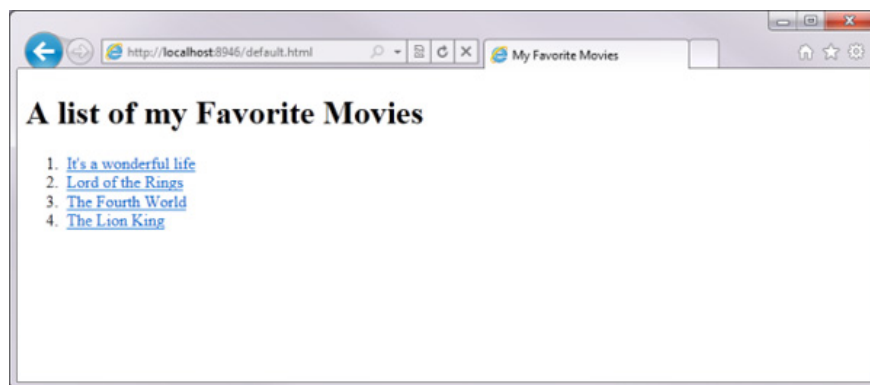 http://localhost:8946/default.html
My Favorite Movies
A list of my Favorite Movies
1. It's a wonderful life
2. Lord of the Rings
3. The Fourth World
4. The Lion King